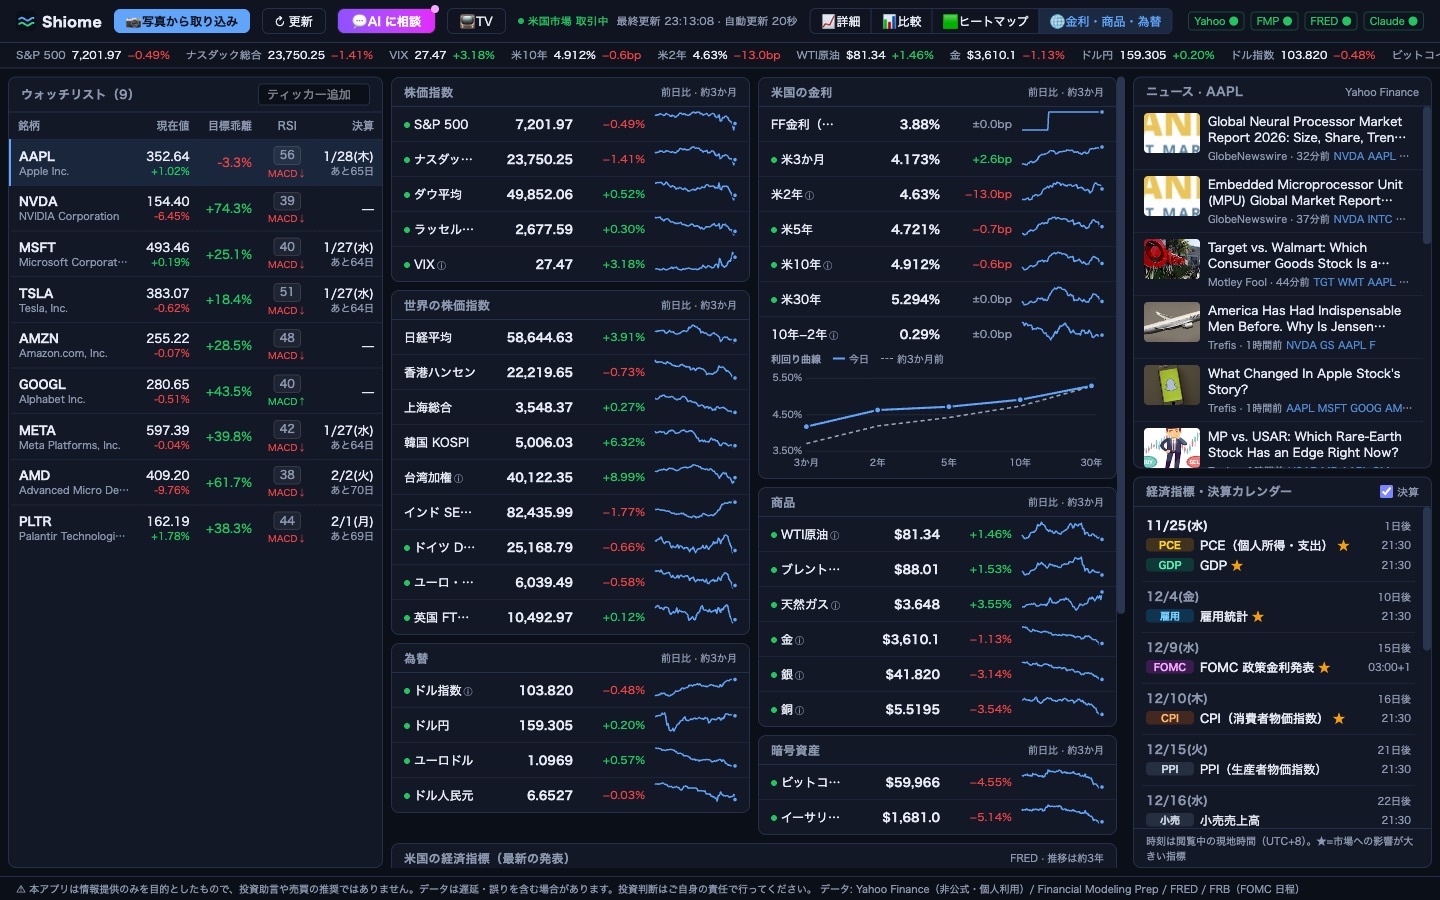 Shiome
📷写真から取り込み
↻ 更新
💬AI に相談
📺TV
● 米国市場 取引中 最終更新 23:13:08 · 自動更新 20秒
📈詳細
📊比較
🟩ヒートマップ
🌐金利・商品・為替
Yahoo ●
FMP ●
FRED ●
Claude ●
S&P 500 7,201.97 −0.49% ナスダック総合 23,750.25 −1.41% VIX 27.47 +3.18% 米10年 4.912% −0.6bp 米2年 4.63% −13.0bp WTI原油 $81.34 +1.46% 金 $3,610.1 −1.13% ドル円 159.305 +0.20% ドル指数 103.820 −0.48% ビットコ
ウォッチリスト（9）
ティッカー追加
銘柄 現在値 目標乖離 RSI 決算
AAPL 352.64 -3.3% 56 1/28(木)
Apple Inc. +1.02% MACD↓ あと65日
NVDA 154.40 +74.3% 39 —
NVIDIA Corporation -6.45% MACD↓
MSFT 493.46 +25.1% 40 1/27(水)
Microsoft Corporat… +0.19% MACD↓ あと64日
TSLA 383.07 +18.4% 51 1/27(水)
Tesla, Inc. -0.62% MACD↓ あと64日
AMZN 255.22 +28.5% 48 —
Amazon.com, Inc. -0.07% MACD↓
GOOGL 280.65 +43.5% 40 —
Alphabet Inc. -0.51% MACD↑
META 597.39 +39.8% 42 1/27(水)
Meta Platforms, Inc. -0.04% MACD↓ あと64日
AMD 409.20 +61.7% 38 2/2(火)
Advanced Micro De… -9.76% MACD↓ あと70日
PLTR 162.19 +38.3% 44 2/1(月)
Palantir Technologi… +1.78% MACD↓ あと69日
株価指数 前日比 · 約3か月
S&P 500 7,201.97 −0.49%
ナスダッ… 23,750.25 −1.41%
ダウ平均 49,852.06 +0.52%
ラッセル… 2,677.59 +0.30%
VIX ⓘ 27.47 +3.18%
世界の株価指数 前日比 · 約3か月
日経平均 58,644.63 +3.91%
香港ハンセン 22,219.65 −0.73%
上海総合 3,548.37 +0.27%
韓国 KOSPI 5,006.03 +6.32%
台湾加権 ⓘ 40,122.35 +8.99%
インド SE… 82,435.99 −1.77%
ドイツ D… 25,168.79 −0.66%
ユーロ・… 6,039.49 −0.58%
英国 FT… 10,492.97 +0.12%
為替 前日比 · 約3か月
ドル指数 ⓘ 103.820 −0.48%
ドル円 159.305 +0.20%
ユーロドル 1.0969 +0.57%
ドル人民元 6.6527 −0.03%
米国の金利 前日比 · 約3か月
FF金利（… 3.88% ±0.0bp
米3か月 4.173% +2.6bp
米2年 ⓘ 4.63% −13.0bp
米5年 4.721% −0.7bp
米10年 ⓘ 4.912% −0.6bp
米30年 5.294% ±0.0bp
10年−2年 ⓘ 0.29% ±0.0bp
利回り曲線 — 今日 --- 約3か月前
5.50%
4.50%
3.50%
3か月 2年 5年 10年 30年
商品 前日比 · 約3か月
WTI原油 ⓘ $81.34 +1.46%
ブレント… $88.01 +1.53%
天然ガス ⓘ $3.648 +3.55%
金 ⓘ $3,610.1 −1.13%
銀 ⓘ $41.820 −3.14%
銅 ⓘ $5.5195 −3.54%
暗号資産 前日比 · 約3か月
ビットコ… $59,966 −4.55%
イーサリ… $1,681.0 −5.14%
米国の経済指標（最新の発表） FRED · 推移は約3年
ニュース · AAPL Yahoo Finance
Global Neural Processor Market
Report 2026: Size, Share, Tren…
GlobeNewswire · 32分前 NVDA AAPL …
Embedded Microprocessor Unit
(MPU) Global Market Report…
GlobeNewswire · 37分前 NVDA INTC …
Target vs. Walmart: Which
Consumer Goods Stock Is a…
Motley Fool · 44分前 TGT WMT AAPL …
America Has Had Indispensable
Men Before. Why Is Jensen…
Trefis · 1時間前 NVDA GS AAPL F
What Changed In Apple Stock's
Story?
Trefis · 1時間前 AAPL MSFT GOOG AM…
MP vs. USAR: Which Rare-Earth
Stock Has an Edge Right Now?
経済指標・決算カレンダー 決算
11/25(水) 1日後
PCE PCE（個人所得・支出）★ 21:30
GDP GDP ★ 21:30
12/4(金) 10日後
雇用 雇用統計 ★ 21:30
12/9(水) 15日後
FOMC FOMC 政策金利発表 ★ 03:00+1
12/10(木) 16日後
CPI CPI（消費者物価指数）★ 21:30
12/15(火) 21日後
PPI PPI（生産者物価指数） 21:30
12/16(水) 22日後
小売 小売売上高 21:30
時刻は閲覧中の現地時間（UTC+8）。★=市場への影響が大
きい指標
⚠ 本アプリは情報提供のみを目的としたもので、投資助言や売買の推奨ではありません。データは遅延・誤りを含む場合があります。投資判断はご自身の責任で行ってください。 データ: Yahoo Finance（非公式・個人利用）/ Financial Modeling Prep / FRED / FRB（FOMC 日程）